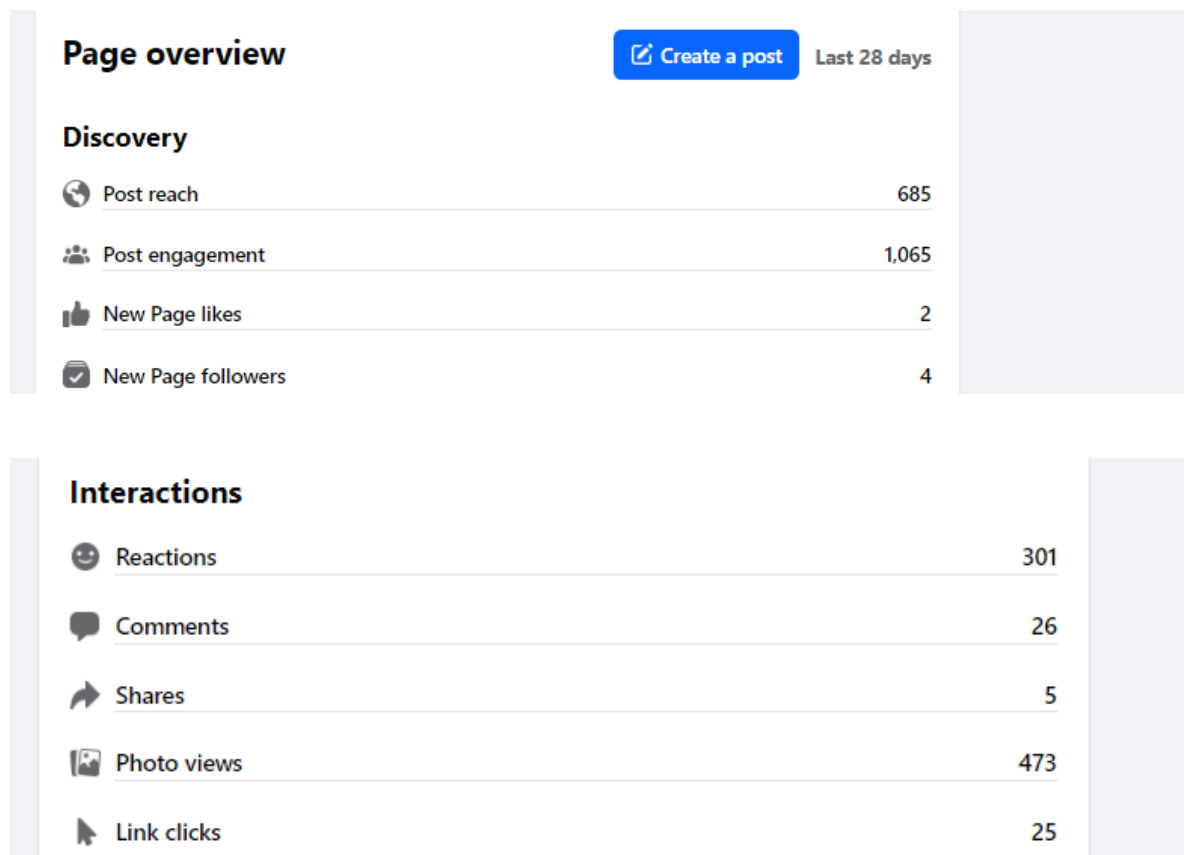 Page overview
Create a post
Last 28 days
Discovery
Post reach 685
Post engagement 1,065
New Page likes 2
New Page followers 4
Interactions
Reactions 301
Comments 26
Shares 5
Photo views 473
Link clicks 25